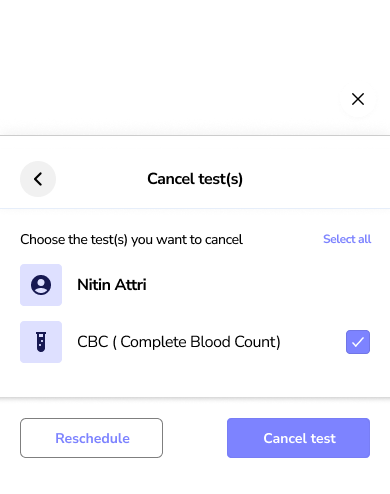 Cancel test(s)
Choose the test(s) you want to cancel
Select all
Nitin Attri
CBC ( Complete Blood Count)
Reschedule
Cancel test